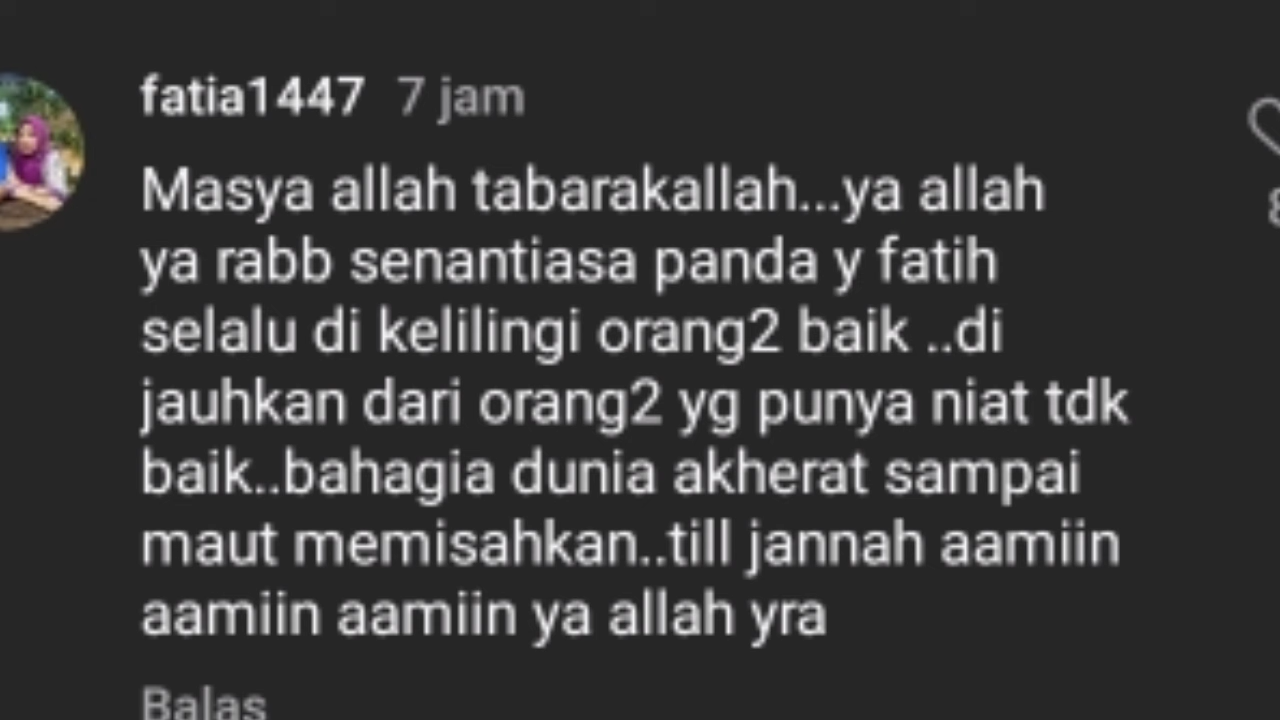 fatia1447 7 jam
Masya allah tabarakallah...ya allah
ya rabb senantiasa panda y fatih
selalu di kelilingi orang2 baik ..di
jauhkan dari orang2 yg punya niat tdk
baik..bahagia dunia akherat sampai
maut memisahkan..till jannah aamiin
aamiin aamiin ya allah yra
Balas